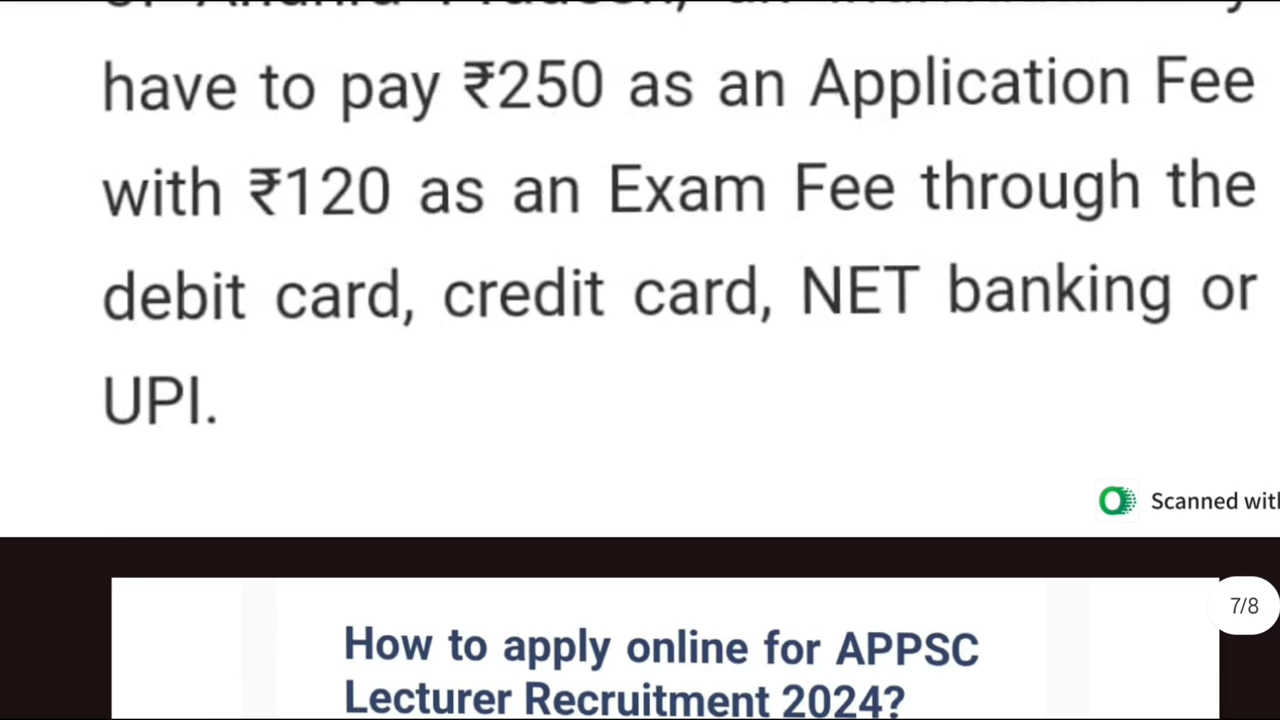 have to pay ₹250 as an Application Fee
with ₹120 as an Exam Fee through the
debit card, credit card, NET banking or
UPI.
Scanned with
7/8
How to apply online for APPSC
Lecturer Recruitment 2024?